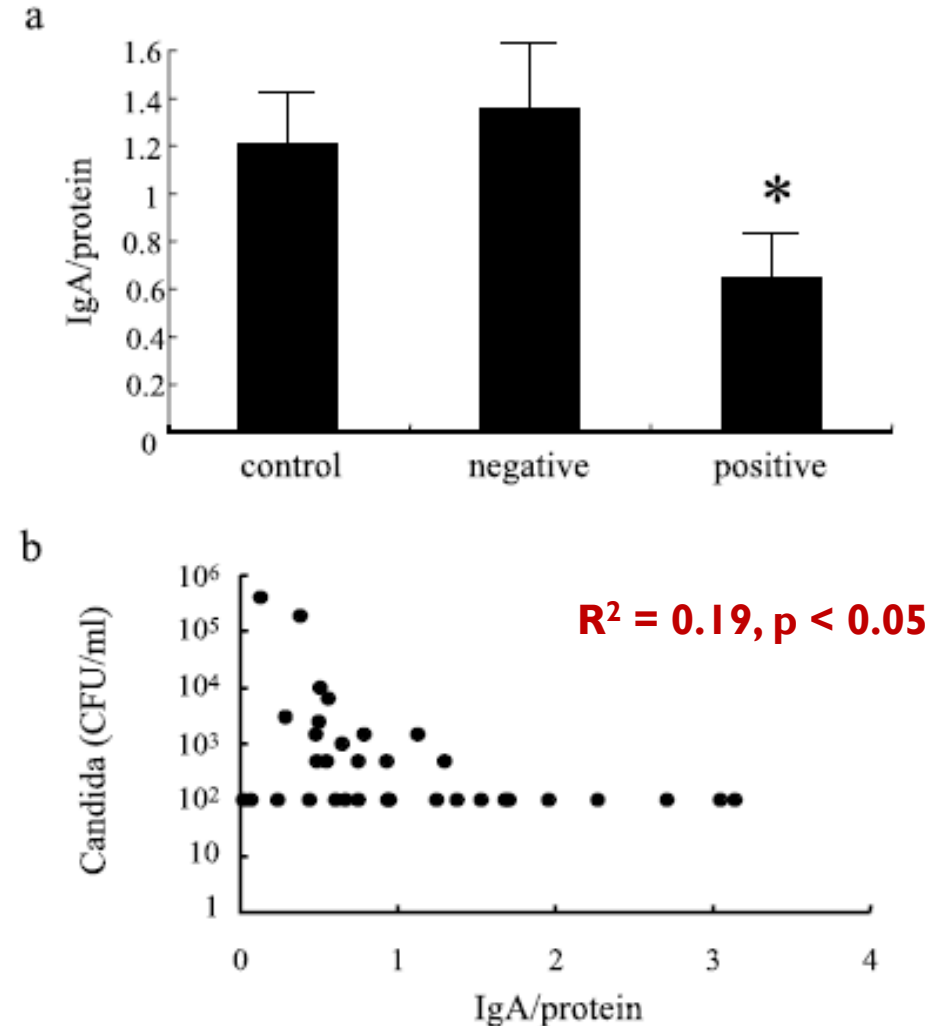 a
1.6
1.4
1.2
1
0.8
0.6
0.4
0.2
0
IgA/protein
*
control negative positive
b
10⁶
10⁵
10⁴
10³
10²
10
1
Candida (CFU/ml)
R² = 0.19, p < 0.05
0 1 2 3 4
IgA/protein